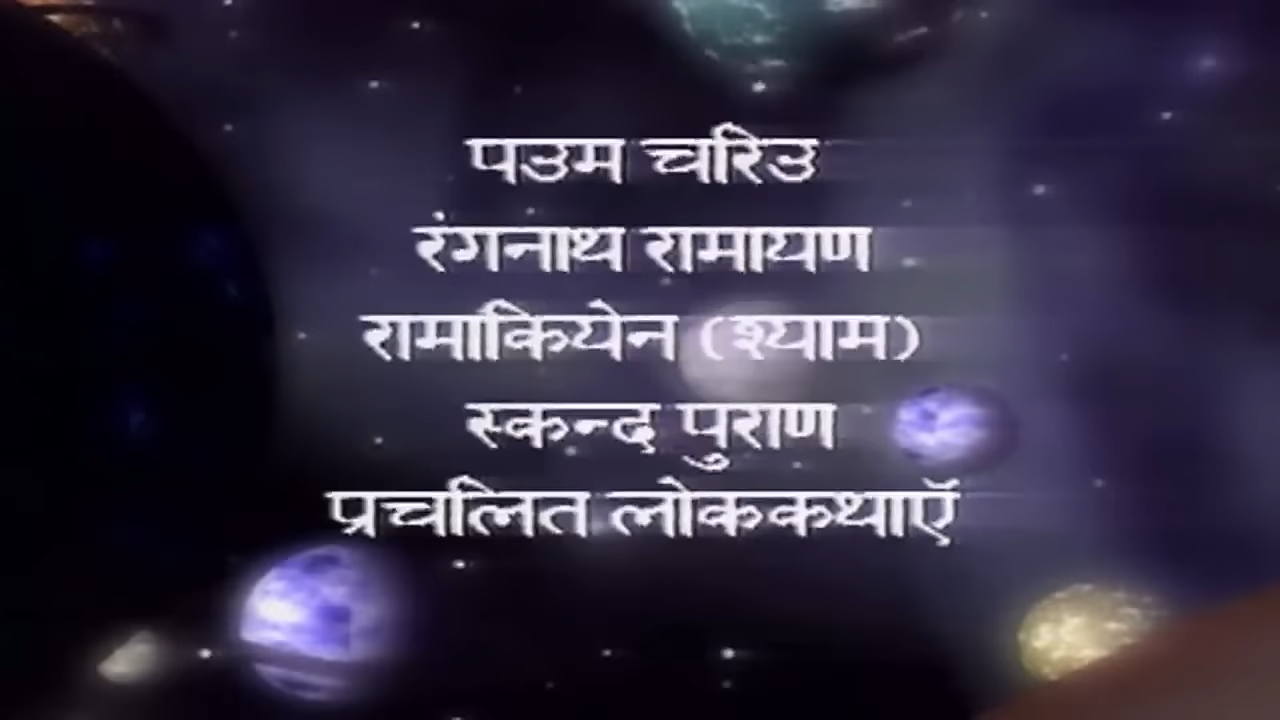 पउम चरिउ
रंगनाथ रामायण
रामाकियेन (श्याम)
स्कन्द पुराण
प्रचलित लोककथाऍ